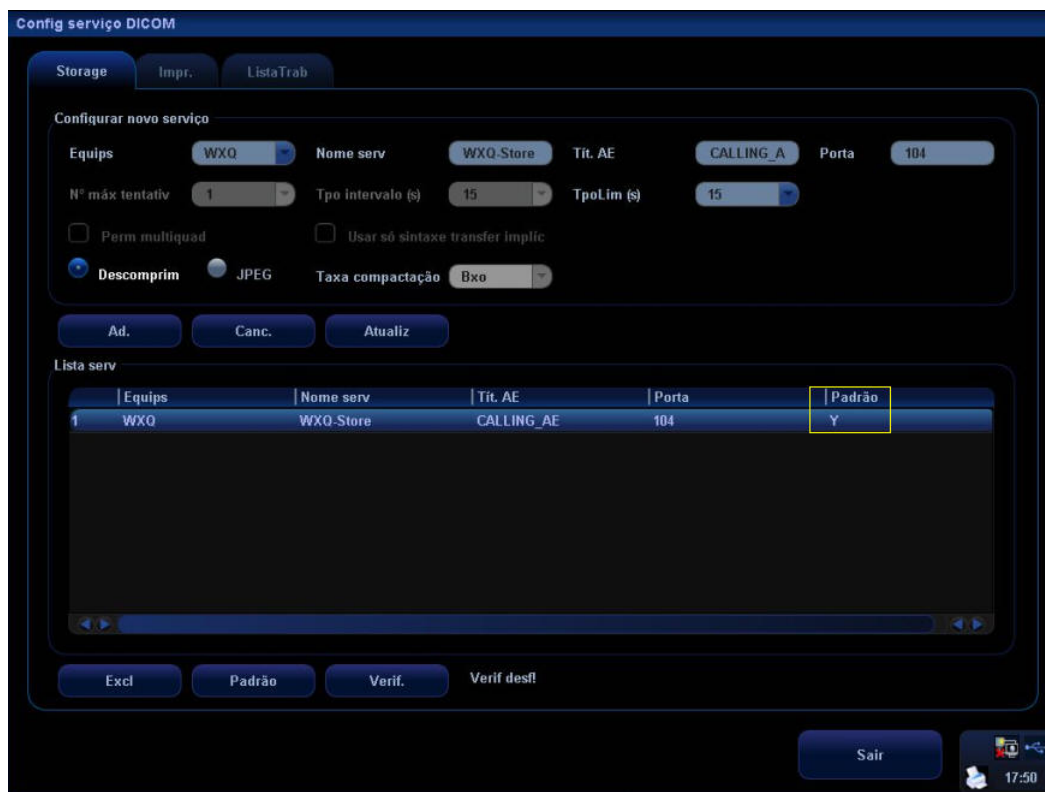 Config serviço DICOM
Storage Impr. ListaTrab
Configurar novo serviço
Equips WXQ Nome serv WXQ-Store Tít. AE CALLING_A Porta 104
Nº máx tentativ 1 Tpo intervalo (s) 15 TpoLim (s) 15
Perm multiquad Usar só sintaxe transfer implíc
Descomprim JPEG Taxa compactação Bxo
Ad. Canc. Atualiz
Lista serv
Equips Nome serv Tít. AE Porta Padrão
1 WXQ WXQ-Store CALLING_AE 104 Y
Excl Padrão Verif. Verif desf!
Sair
17:50